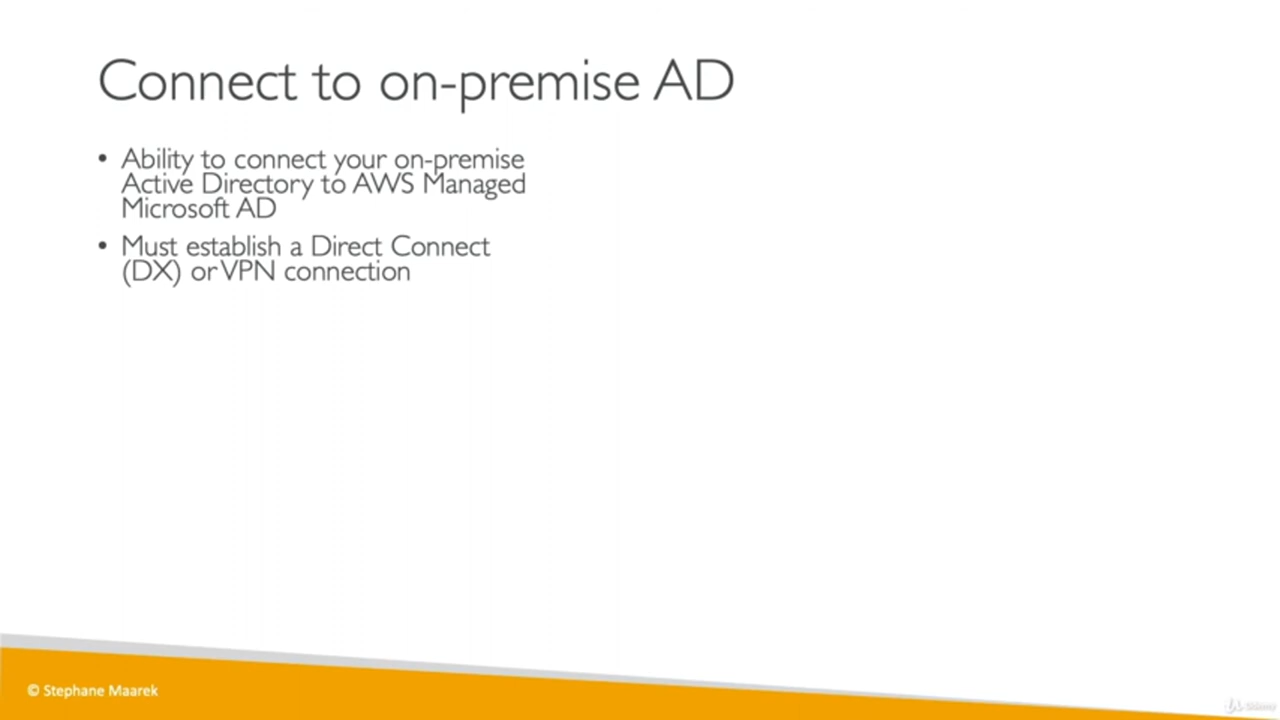 Connect to on-premise AD
• Ability to connect your on-premise
Active Directory to AWS Managed
Microsoft AD
• Must establish a Direct Connect
(DX) or VPN connection
© Stephane Maarek
Udemy